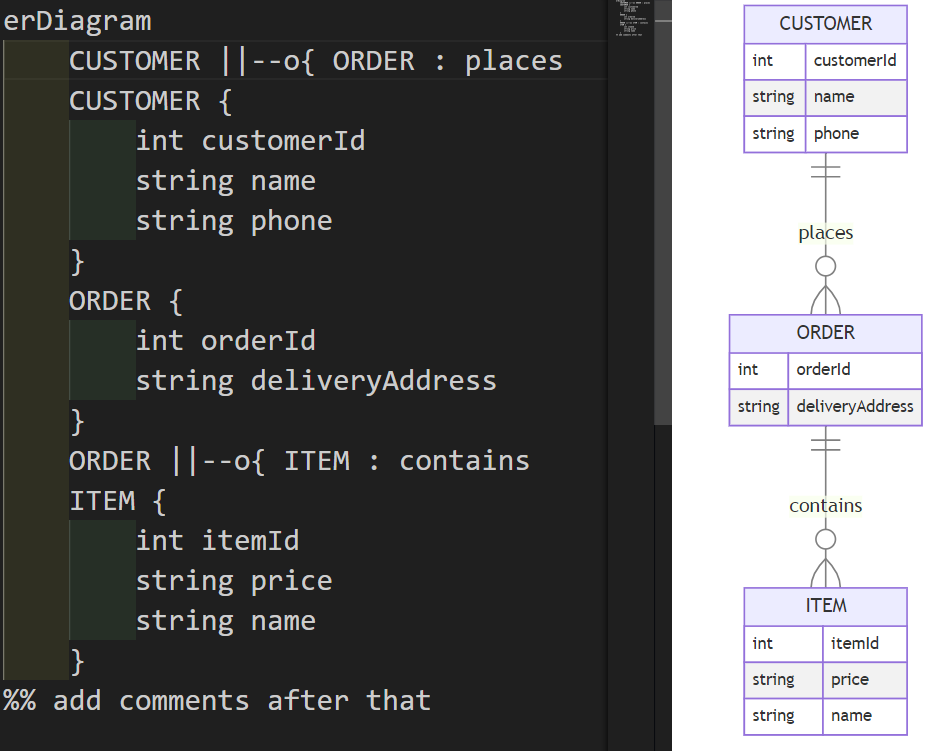 erDiagram
CUSTOMER ||--o{ ORDER : places
CUSTOMER {
int customerId
string name
string phone
}
ORDER {
int orderId
string deliveryAddress
}
ORDER ||--o{ ITEM : contains
ITEM {
int itemId
string price
string name
}
%% add comments after that
CUSTOMER
int customerId
string name
string phone
places
ORDER
int orderId
string deliveryAddress
contains
ITEM
int itemId
string price
string name